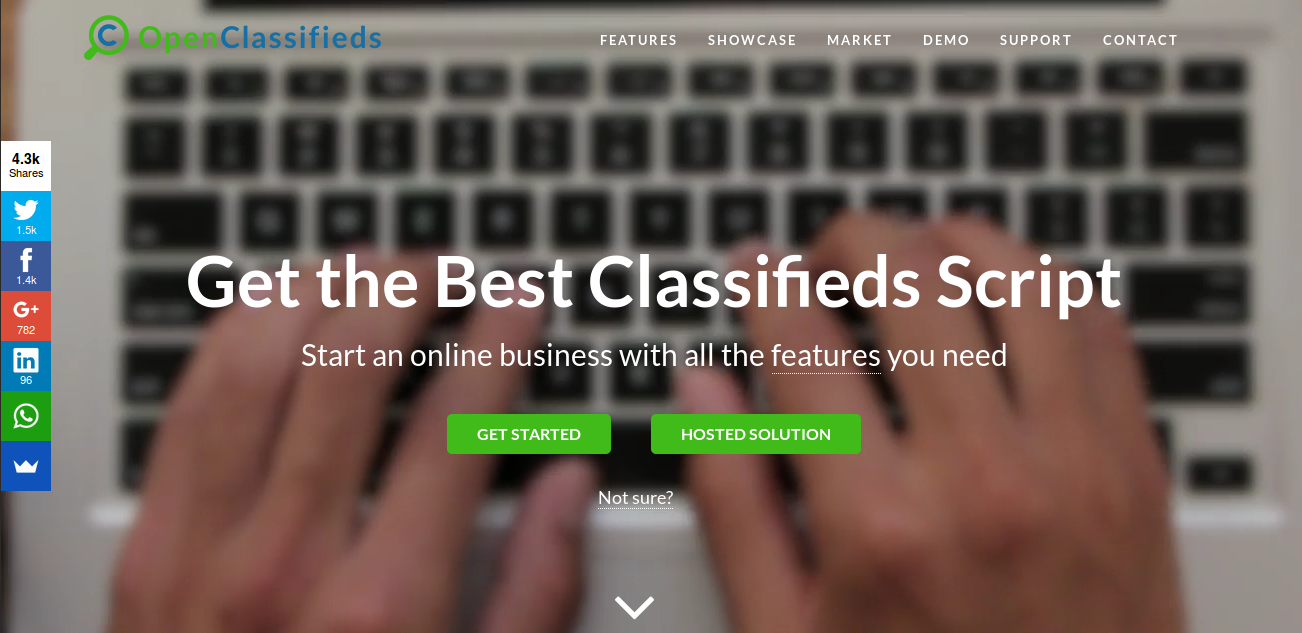 OpenClassifieds
FEATURES SHOWCASE MARKET DEMO SUPPORT CONTACT
4.3k
Shares
1.5k
1.4k
G+
782
in
96
Get the Best Classifieds Script
Start an online business with all the features you need
GET STARTED HOSTED SOLUTION
Not sure?